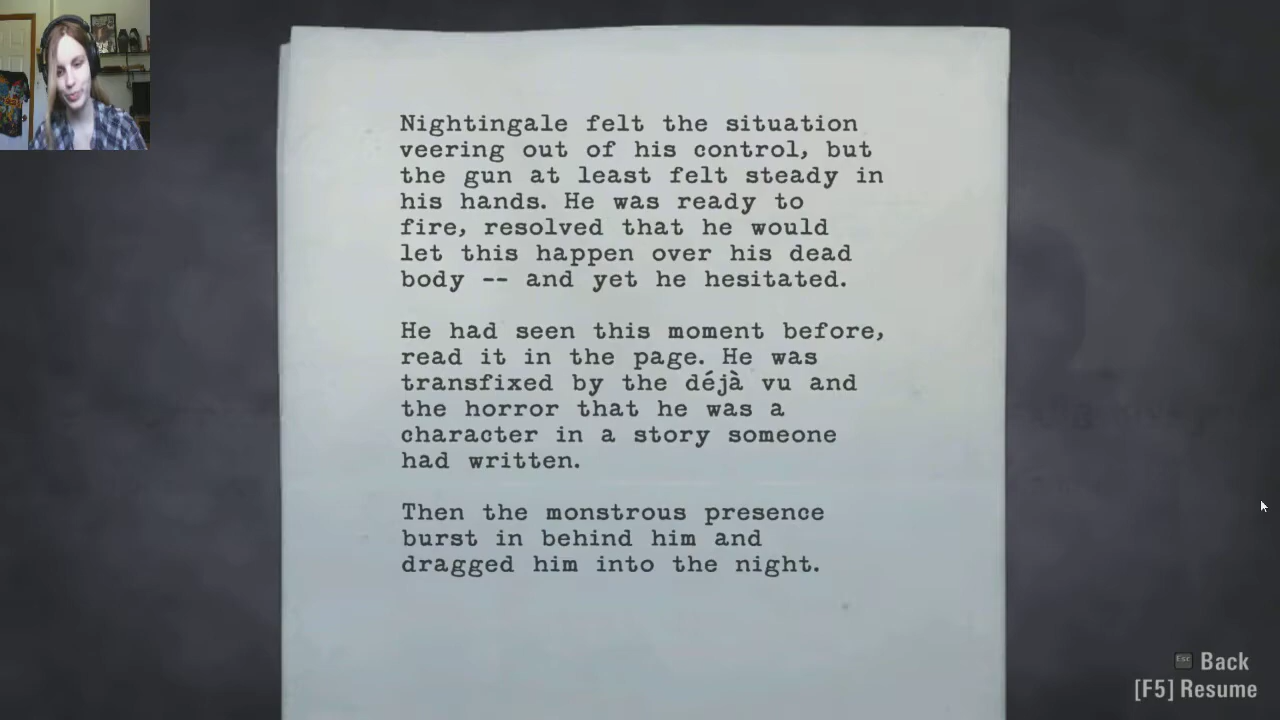 Nightingale felt the situation
veering out of his control, but
the gun at least felt steady in
his hands. He was ready to
fire, resolved that he would
let this happen over his dead
body -- and yet he hesitated.
He had seen this moment before,
read it in the page. He was
transfixed by the déjà vu and
the horror that he was a
character in a story someone
had written.
Then the monstrous presence
burst in behind him and
dragged him into the night.
Esc Back
[F5] Resume